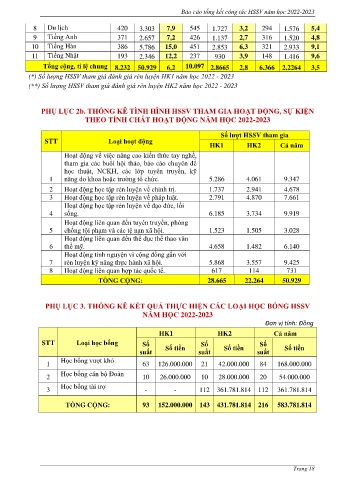 Báo cáo tổng kết công tác HSSV năm học 2022-2023
8 Du lịch 420 3.303 7,9 545 1.727 3,2 294 1.576 5,4
9 Tiếng Anh 371 2.657 7,2 426 1.137 2,7 316 1.520 4,8
10 Tiếng Hàn 386 5.786 15,0 451 2.853 6,3 321 2.933 9,1
11 Tiếng Nhật 193 2.346 12,2 237 930 3,9 148 1.416 9,6
Tổng cộng, tỉ lệ chung 8.232 50.929 6,2 10.097 2.8665 2,8 6.366 2.2264 3,5
(*) Số lượng HSSV tham gia đánh giá rèn luyện HK1 năm học 2022 - 2023
(**) Số lượng HSSV tham giá đánh giá rèn luyện HK2 năm học 2022 - 2023
PHỤ LỤC 2b. THỐNG KÊ TÌNH HÌNH HSSV THAM GIA HOẠT ĐỘNG, SỰ KIỆN
THEO TÍNH CHẤT HOẠT ĐỘNG NĂM HỌC 2022-2023
STT Loại hoạt động Số lượt HSSV tham gia
HK1 HK2 Cả năm
Hoạt động về việc nâng cao kiến thức tay nghề,
tham gia các buổi hội thảo, báo cáo chuyên đề
học thuật, NCKH, các lớp tuyên truyền, kỹ
1 năng do khoa hoặc trường tổ chức. 5.286 4.061 9.347
2 Hoạt động học tập rèn luyện về chính trị. 1.737 2.941 4.678
3 Hoạt động học tập rèn luyện về pháp luật. 2.791 4.870 7.661
Hoạt động học tập rèn luyện về đạo đức, lối
4 sống. 6.185 3.734 9.919
Hoạt động liên quan đến tuyên truyền, phòng
5 chống tội phạm và các tệ nạn xã hội. 1.523 1.505 3.028
Hoạt động liên quan đến thể dục thể thao văn
6 thể mỹ. 4.658 1.482 6.140
Hoạt động tình nguyện vì cộng đồng gắn với
7 rèn luyện kỹ năng thực hành xã hội. 5.868 3.557 9.425
8 Hoạt động liên quan hợp tác quốc tế. 617 114 731
TỔNG CỘNG: 28.665 22.264 50.929
PHỤ LỤC 3. THỐNG KÊ KẾT QUẢ THỰC HIỆN CÁC LOẠI HỌC BỔNG HSSV
NĂM HỌC 2022-2023
Đơn vị tính: Đồng
STT Loại học bổng HK1 HK2 Cả năm
Số suất Số tiền Số suất Số tiền Số suất Số tiền
1 Học bổng vượt khó 63 126.000.000 21 42.000.000 84 168.000.000
2 Học bổng cán bộ Đoàn 10 26.000.000 10 28.000.000 20 54.000.000
3 Học bổng tài trợ - - 112 361.781.814 112 361.781.814
TỔNG CỘNG: 93 152.000.000 143 431.781.814 216 583.781.814
Trang 18